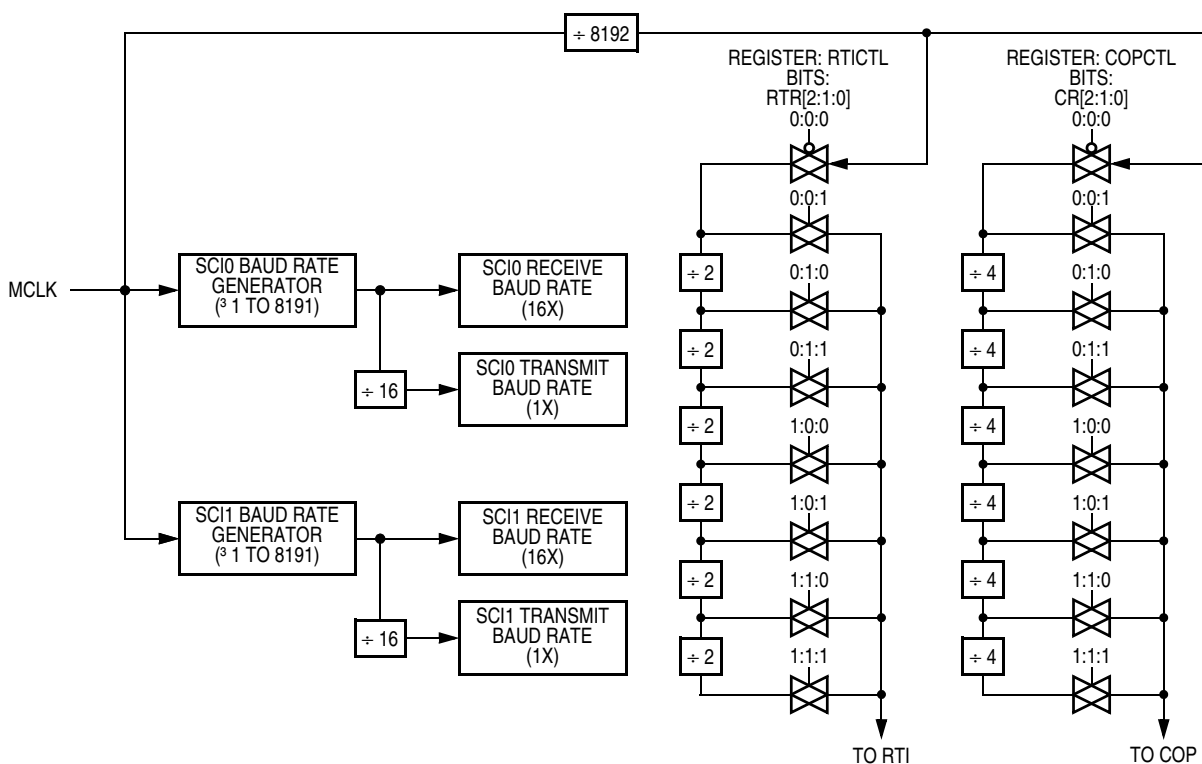 ÷ 8192
REGISTER: RTICTL
BITS:
RTR[2:1:0]
0:0:0
0:0:1
÷ 2
0:1:0
÷ 2
0:1:1
÷ 2
1:0:0
÷ 2
1:0:1
÷ 2
1:1:0
÷ 2
1:1:1
TO RTI
REGISTER: COPCTL
BITS:
CR[2:1:0]
0:0:0
0:0:1
÷ 4
0:1:0
÷ 4
0:1:1
÷ 4
1:0:0
÷ 4
1:0:1
÷ 4
1:1:0
÷ 4
1:1:1
TO COP
MCLK
SCI0 BAUD RATE
GENERATOR
(³ 1 TO 8191)
SCI0 RECEIVE
BAUD RATE
(16X)
÷ 16
SCI0 TRANSMIT
BAUD RATE
(1X)
SCI1 BAUD RATE
GENERATOR
(³ 1 TO 8191)
SCI1 RECEIVE
BAUD RATE
(16X)
÷ 16
SCI1 TRANSMIT
BAUD RATE
(1X)